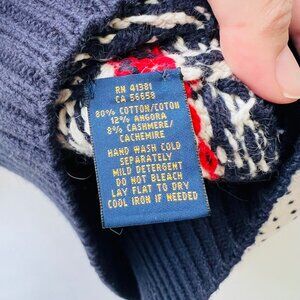 RN 41381
CA 56658
80% COTTON/COTON
12% ANGORA
8% CASHMERE/
CACHEMIRE
HAND WASH COLD
SEPARATELY
MILD DETERGENT
DO NOT BLEACH
LAY FLAT TO DRY
COOL IRON IF NEEDED